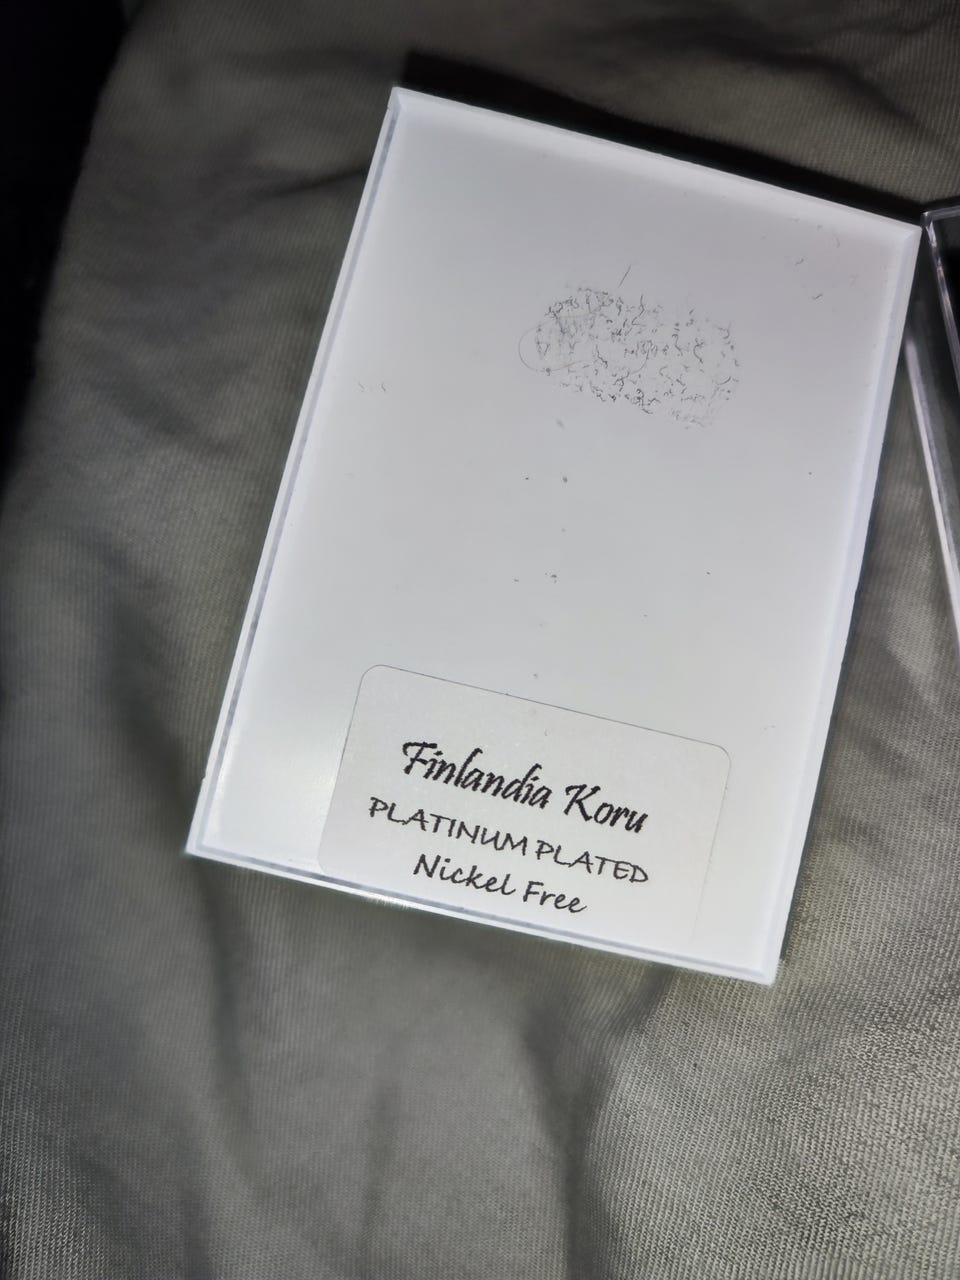 Finlandia Koru
PLATINUM PLATED
Nickel Free